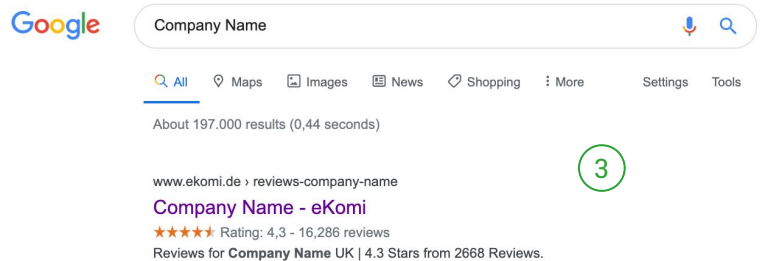 Google Company Name
All Maps Images News Shopping More Settings Tools
About 197.000 results (0,44 seconds)
3
www.ekomi.de › reviews-company-name
Company Name - eKomi
★★★★★ Rating: 4,3 - 16,286 reviews
Reviews for Company Name UK | 4.3 Stars from 2668 Reviews.